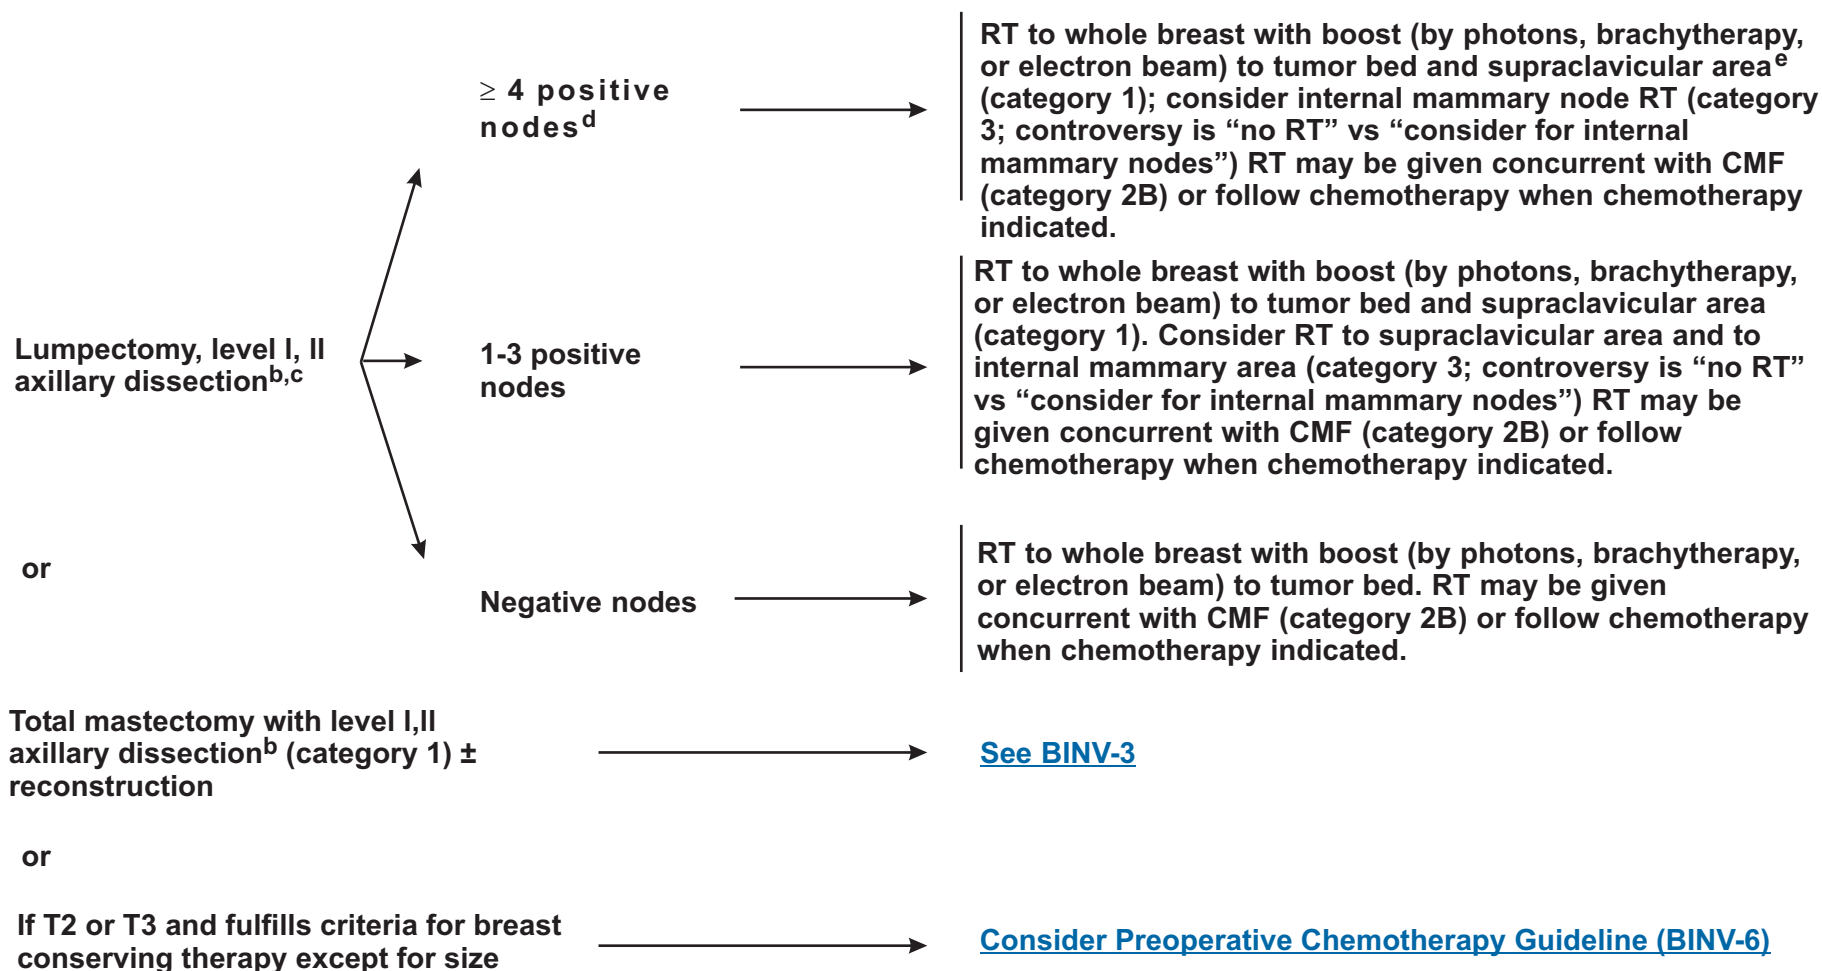 ≥ 4 positive
nodesd
RT to whole breast with boost (by photons, brachytherapy,
or electron beam) to tumor bed and supraclavicular areae
(category 1); consider internal mammary node RT (category
3; controversy is “no RT” vs “consider for internal
mammary nodes”) RT may be given concurrent with CMF
(category 2B) or follow chemotherapy when chemotherapy
indicated.
Lumpectomy, level I, II
axillary dissectionb,c
1-3 positive
nodes
RT to whole breast with boost (by photons, brachytherapy,
or electron beam) to tumor bed and supraclavicular area
(category 1). Consider RT to supraclavicular area and to
internal mammary area (category 3; controversy is “no RT”
vs “consider for internal mammary nodes”) RT may be
given concurrent with CMF (category 2B) or follow
chemotherapy when chemotherapy indicated.
or
Negative nodes
RT to whole breast with boost (by photons, brachytherapy,
or electron beam) to tumor bed. RT may be given
concurrent with CMF (category 2B) or follow chemotherapy
when chemotherapy indicated.
Total mastectomy with level I,II
axillary dissectionb (category 1) ±
reconstruction
See BINV-3
or
If T2 or T3 and fulfills criteria for breast
conserving therapy except for size
Consider Preoperative Chemotherapy Guideline (BINV-6)